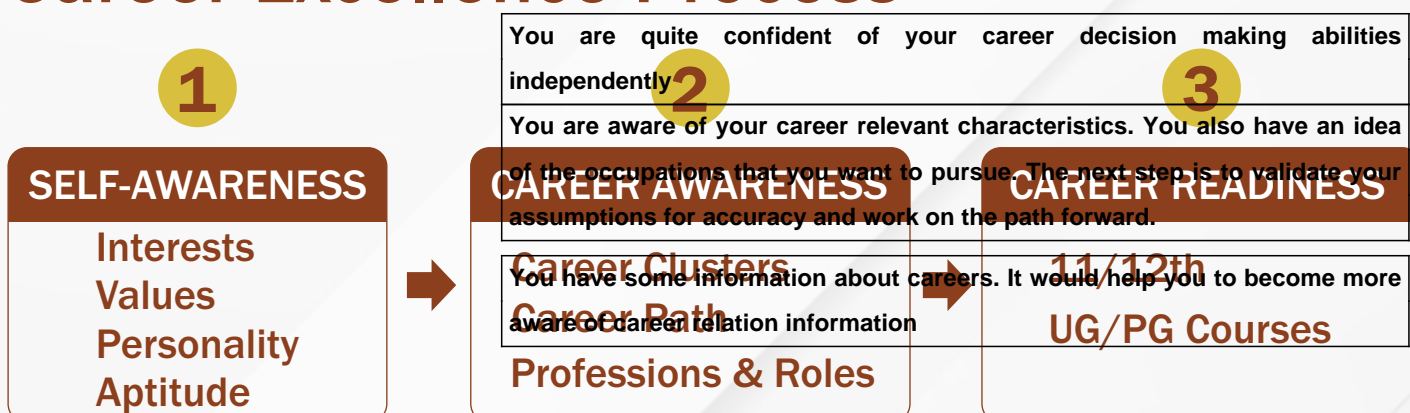 Career Excellence Process
You are quite confident of your career decision making abilities
independently
1
2
3
You are aware of your career relevant characteristics. You also have an idea
of the occupations that you want to pursue. The next step is to validate your
assumptions for accuracy and work on the path forward.
SELF-AWARENESS
CAREER AWARENESS
CAREER READINESS
Interests
Values
Personality
Aptitude
You have some information about careers. It would help you to become more
aware of career relation information
Career Clusters
Career Path
Professions & Roles
11/12th
UG/PG Courses